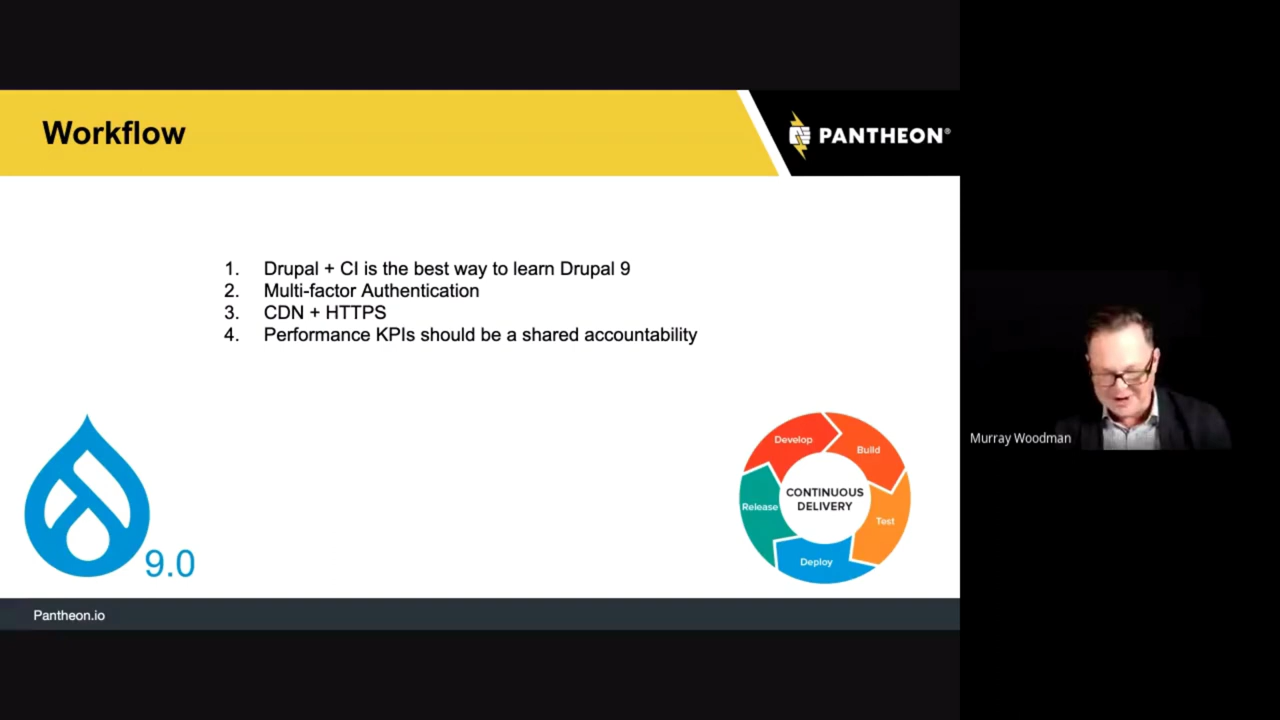 Workflow
PANTHEON®
1. Drupal + CI is the best way to learn Drupal 9
2. Multi-factor Authentication
3. CDN + HTTPS
4. Performance KPIs should be a shared accountability
Murray Woodman
Develop
Build
CONTINUOUS
DELIVERY
Release
Test
Deploy
9.0
Pantheon.io